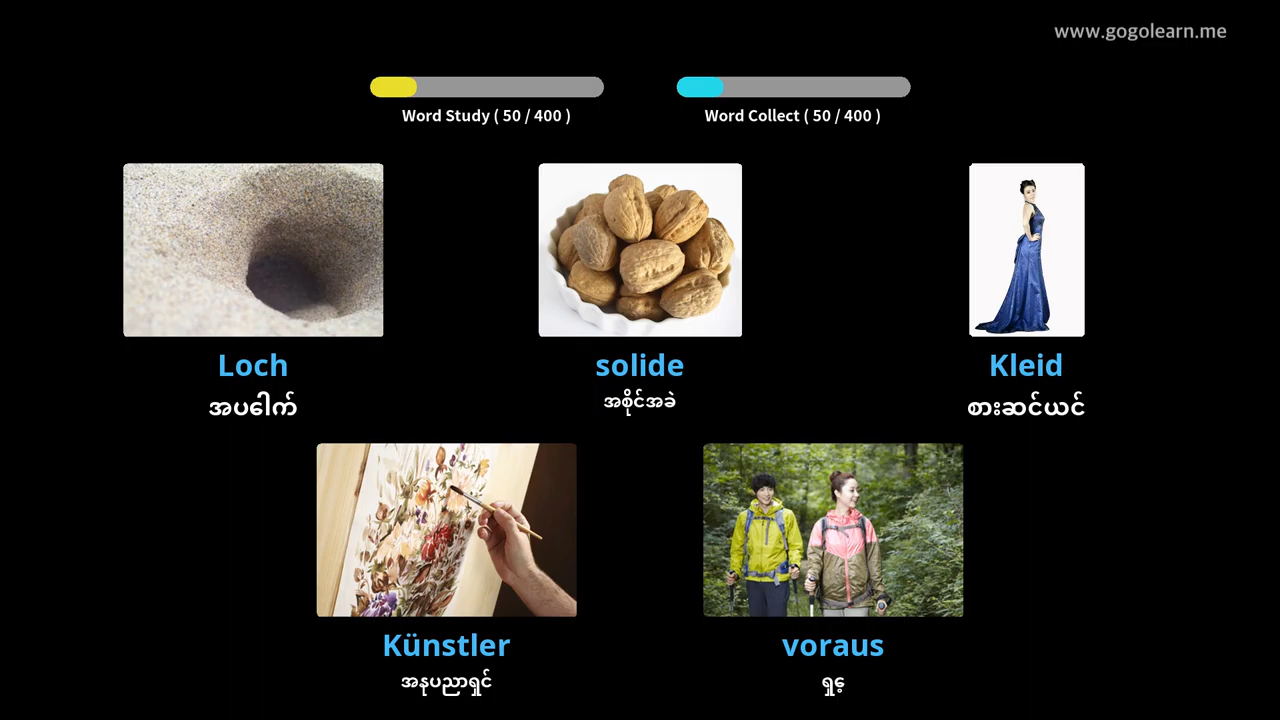 www.gogolearn.me
Word Study ( 50 / 400 )
Word Collect ( 50 / 400 )
Loch
အပေါက်
solide
အစိုင်အခဲ
Kleid
စားဆင်ယင်
Künstler
အနုပညာရှင်
voraus
ရှေ့